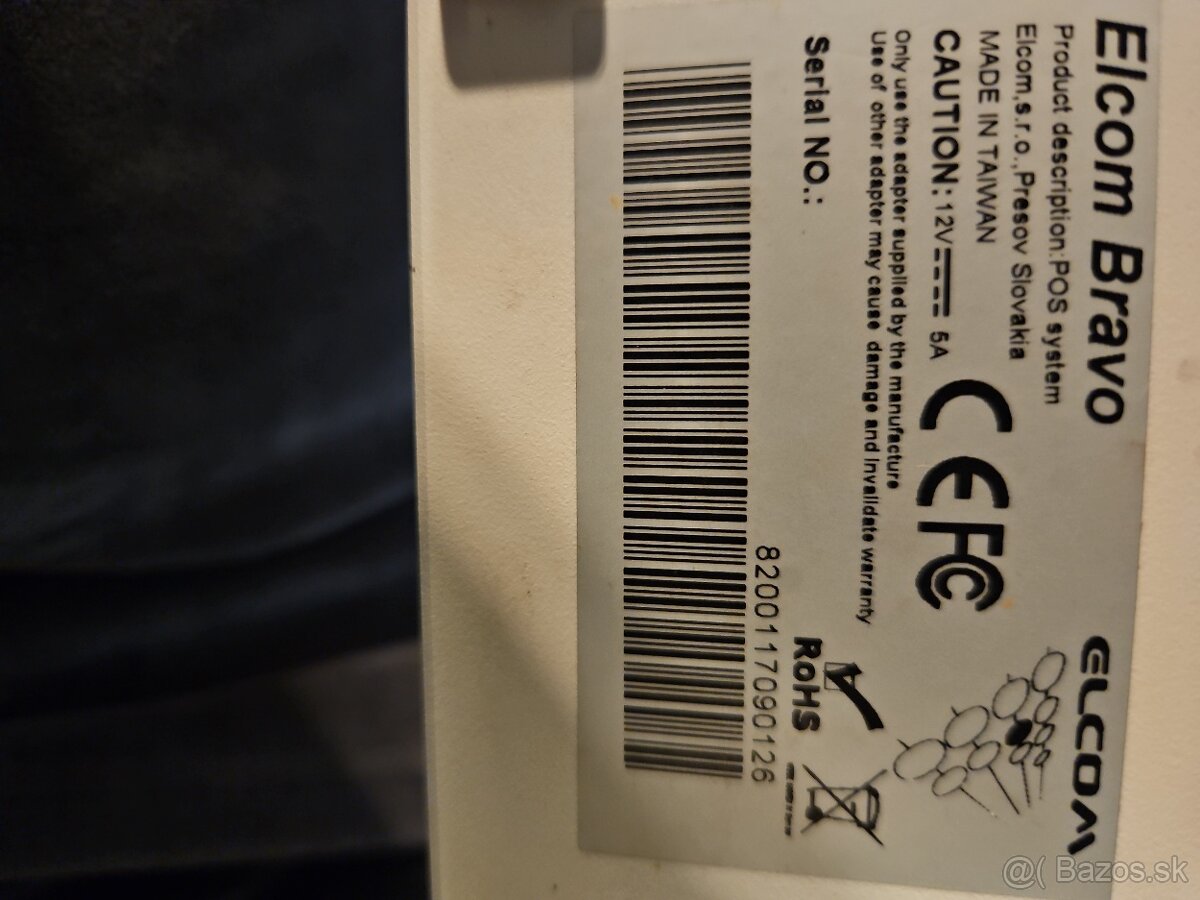 Elcom Bravo
Product description:POS system
Elcom,s.r.o.,Presov Slovakia
MADE IN TAIWAN
CAUTION: 12V 5A
Only use the adapter supplied by the manufacture
Use of other adapter may cause damage and invalidate warranty
Serial NO.:
8200117090126
CE FC
RoHS
ELCOM
@( Bazos.sk